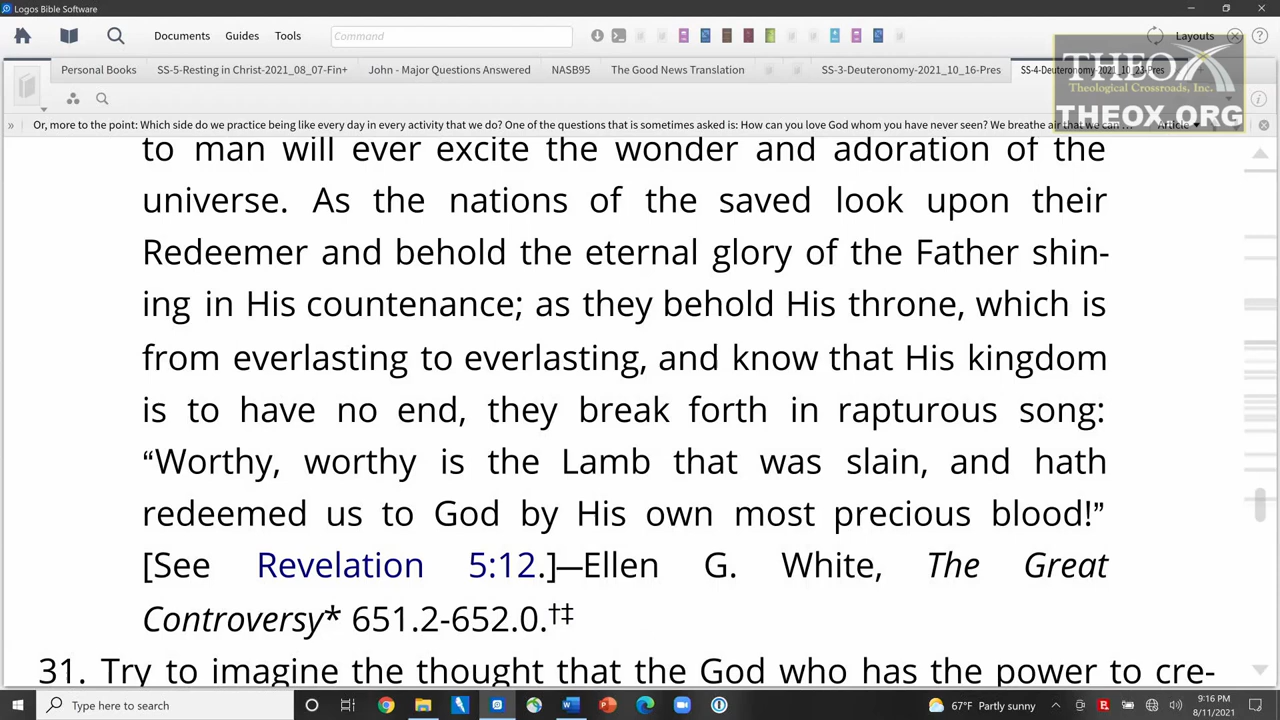 Logos Bible Software
Documents Guides Tools Command Layouts
Personal Books SS-5-Resting in Christ-2021_08_07-Fin+ ns Answered NASB95 The Good News Translation SS-3-Deuteronomy-2021_10_16-Pres SS-4-Deuteronomy-2021_10_23-Pres
THEOX
Theological Crossroads, Inc.
THEOX.ORG
» Or, more to the point: Which side do we practice being like every day in every activity that we do? One of the questions that is sometimes asked is: How can you love God whom you have never seen? We breathe air that we can ... Article
to man will ever excite the wonder and adoration of the
universe. As the nations of the saved look upon their
Redeemer and behold the eternal glory of the Father shin-
ing in His countenance; as they behold His throne, which is
from everlasting to everlasting, and know that His kingdom
is to have no end, they break forth in rapturous song:
“Worthy, worthy is the Lamb that was slain, and hath
redeemed us to God by His own most precious blood!”
[See Revelation 5:12.]—Ellen G. White, The Great
Controversy* 651.2-652.0.†‡
31. Try to imagine the thought that the God who has the power to cre-
Type here to search
67°F Partly sunny
9:16 PM
8/11/2021